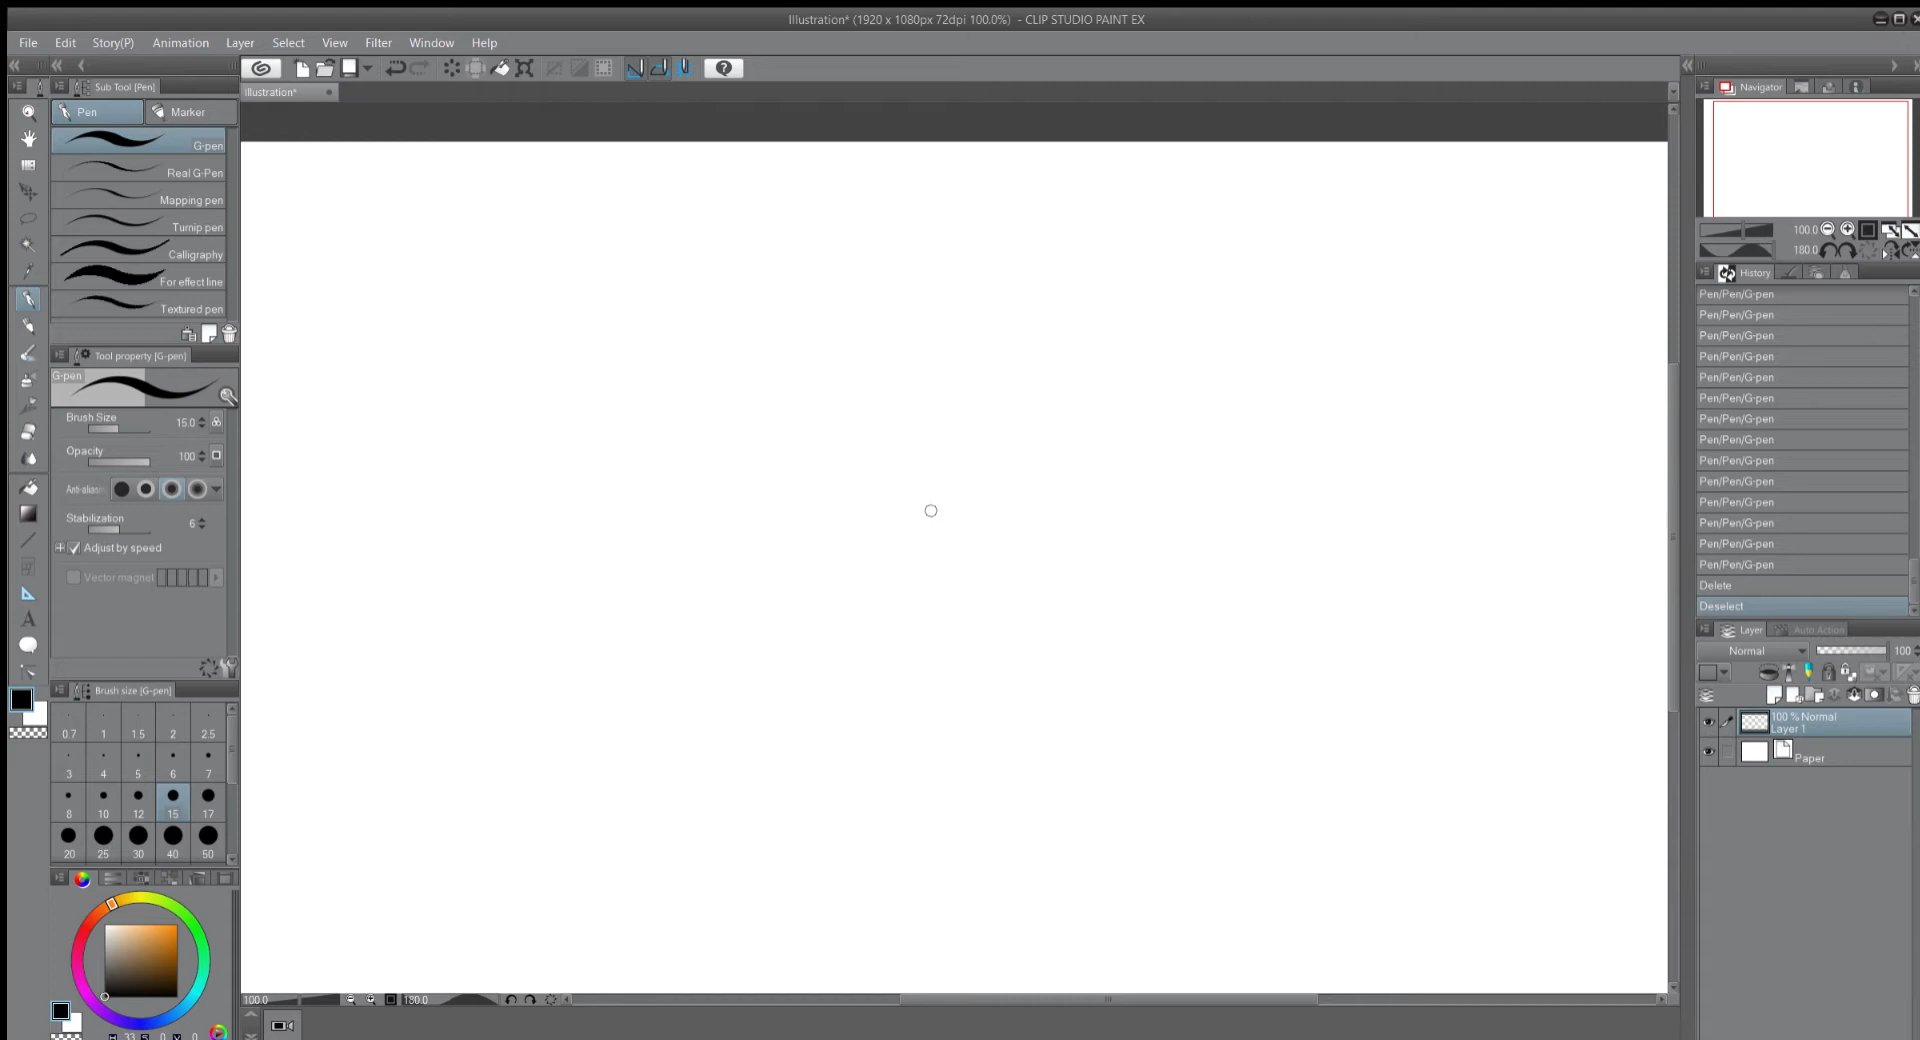 Illustration* (1920 x 1080px 72dpi 100.0%) - CLIP STUDIO PAINT EX
File Edit Story(P) Animation Layer Select View Filter Window Help
Sub Tool [Pen]
Illustration*
Navigator
Pen Marker
G-pen
Real G-Pen
Mapping pen
Turnip pen
Calligraphy
For effect line
Textured pen
Tool property [G-pen]
G-pen
Brush Size 15.0
Opacity 100
Anti-alias
Stabilization 6
Adjust by speed
Vector magnet
Brush size [G-pen]
0.7 1 1.5 2 2.5
3 4 5 6 7
8 10 12 15 17
20 25 30 40 50
33 S 0 V 0
100.0 180.0
100.0
180.0
History
Pen/Pen/G-pen
Pen/Pen/G-pen
Pen/Pen/G-pen
Pen/Pen/G-pen
Pen/Pen/G-pen
Pen/Pen/G-pen
Pen/Pen/G-pen
Pen/Pen/G-pen
Pen/Pen/G-pen
Pen/Pen/G-pen
Pen/Pen/G-pen
Pen/Pen/G-pen
Pen/Pen/G-pen
Pen/Pen/G-pen
Delete
Deselect
Layer Auto Action
Normal 100
100 % Normal
Layer 1
Paper